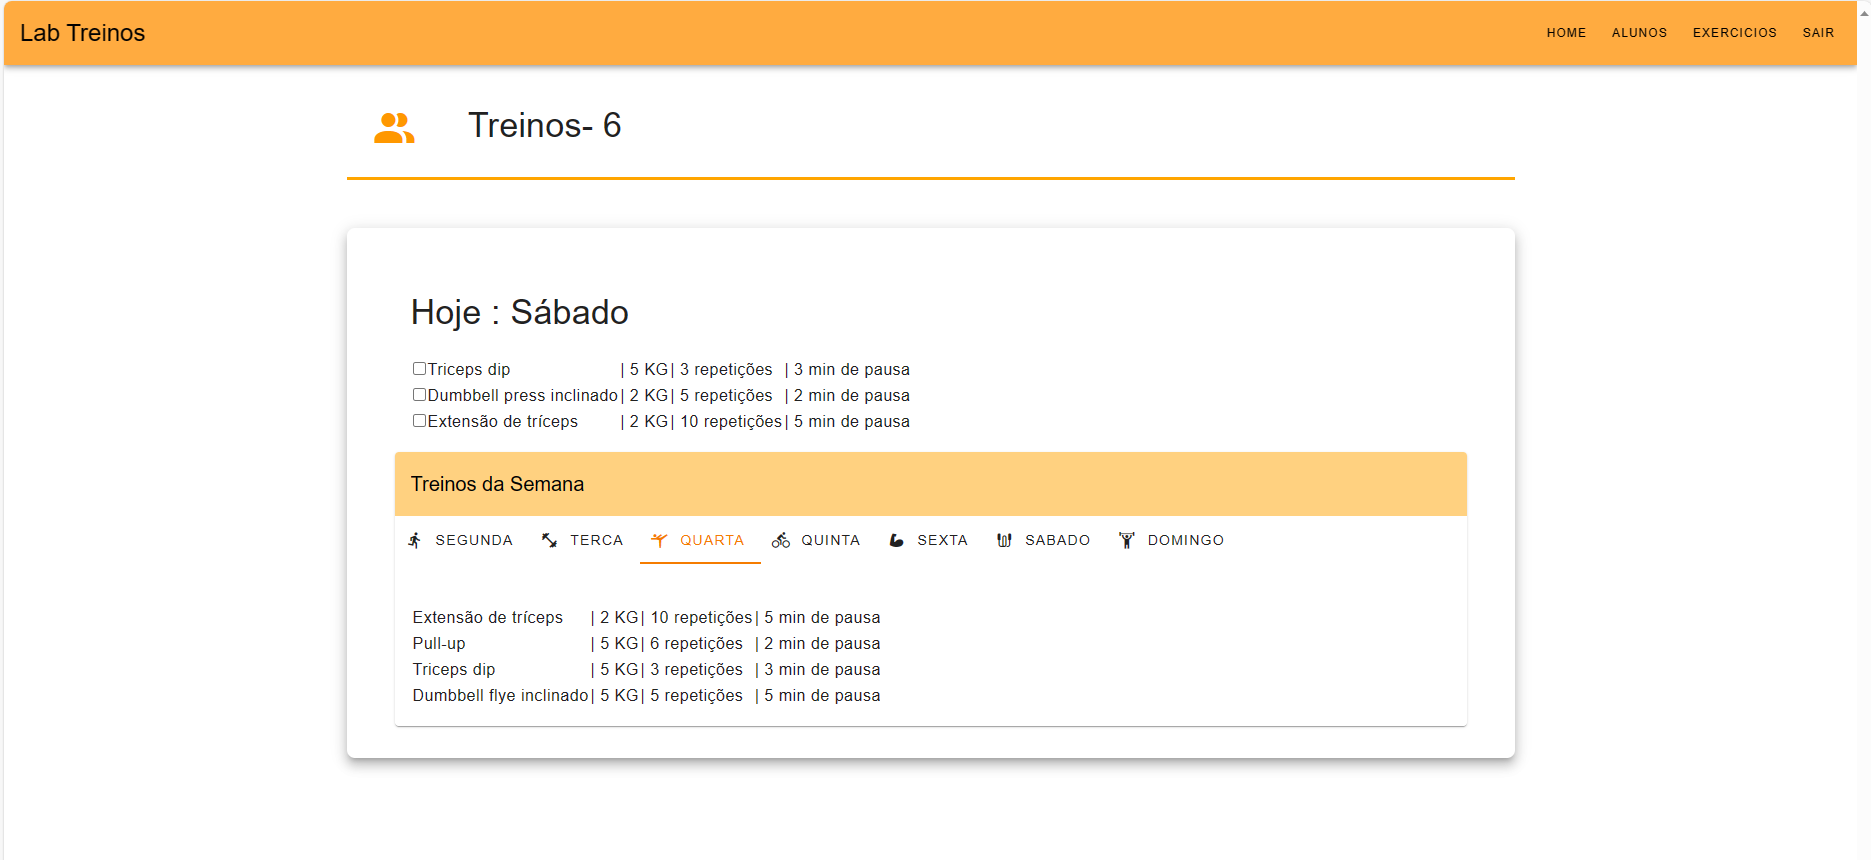 Lab Treinos HOME ALUNOS EXERCICIOS SAIR
Treinos- 6
Hoje : Sábado
Triceps dip | 5 KG | 3 repetições | 3 min de pausa
Dumbbell press inclinado | 2 KG | 5 repetições | 2 min de pausa
Extensão de tríceps | 2 KG | 10 repetições | 5 min de pausa
Treinos da Semana
SEGUNDA TERCA QUARTA QUINTA SEXTA SABADO DOMINGO
Extensão de tríceps | 2 KG | 10 repetições | 5 min de pausa
Pull-up | 5 KG | 6 repetições | 2 min de pausa
Triceps dip | 5 KG | 3 repetições | 3 min de pausa
Dumbbell flye inclinado | 5 KG | 5 repetições | 5 min de pausa